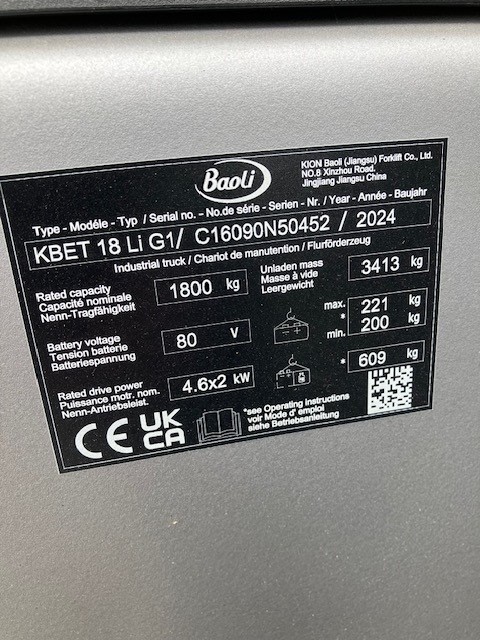 Baoli
KION Baoli (Jiangsu) Forklift Co., Ltd.
NO.8 Xinzhou Road.
Jingjiang Jiangsu China
Type - Modéle - Typ / Serial no. - No.de série - Serien - Nr. / Year - Année - Baujahr
KBET 18 Li G1/ C16090N50452 / 2024
Industrial truck / Chariot de manutention / Flurförderzeug
Rated capacity
Capacité nominale
Nenn-Tragfähigkeit
1800 kg
Unladen mass
Masse à vide
Leergewicht
3413 kg
Battery voltage
Tension batterie
Batteriespannung
80 V
max. 221 kg
*
min. 200 kg
Rated drive power
Puissance motr. nom.
Nenn-Antriebsleist.
4.6x2 kW
* 609 kg
CE UK
CA
*see Operating instructions
voir Mode d' emploi
siehe Betriebsanleitung